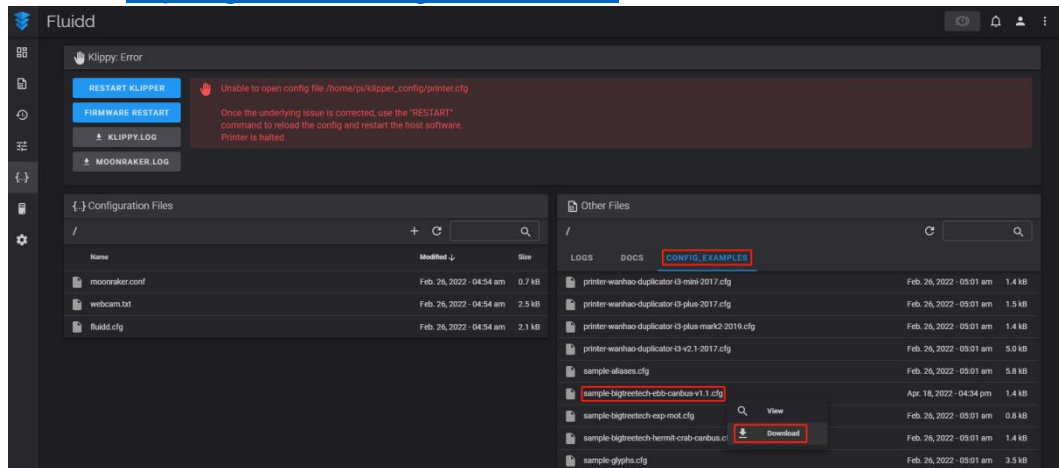 Fluidd
Klippy: Error
RESTART KLIPPER
FIRMWARE RESTART
KLIPPY.LOG
MOONRAKER.LOG
Unable to open config file /home/pi/klipper_config/printer.cfg
Once the underlying issue is corrected, use the "RESTART"
command to reload the config and restart the host software.
Printer is halted
{..} Configuration Files
/
Name Modified Size
moonraker.conf Feb. 26, 2022 - 04:54 am 0.7 kB
webcam.txt Feb. 26, 2022 - 04:54 am 2.5 kB
fluidd.cfg Feb. 26, 2022 - 04:54 am 2.1 kB
Other Files
/
LOGS DOCS CONFIG_EXAMPLES
printer-wanhao-duplicator-i3-mini-2017.cfg Feb. 26, 2022 - 05:01 am 1.4 kB
printer-wanhao-duplicator-i3-plus-2017.cfg Feb. 26, 2022 - 05:01 am 1.5 kB
printer-wanhao-duplicator-i3-plus-mark2-2019.cfg Feb. 26, 2022 - 05:01 am 1.4 kB
printer-wanhao-duplicator-i3-v2.1-2017.cfg Feb. 26, 2022 - 05:01 am 5.0 kB
sample-aliases.cfg Feb. 26, 2022 - 05:01 am 5.8 kB
sample-bigtreetech-ebb-canbus-v1.1.cfg Apr. 18, 2022 - 04:34 pm 1.4 kB
View
sample-bigtreetech-exp-mot.cfg Feb. 26, 2022 - 05:01 am 0.8 kB
Download
sample-bigtreetech-hermit-crab-canbus.c Feb. 26, 2022 - 05:01 am 1.4 kB
sample-glyphs.cfg Feb. 26, 2022 - 05:01 am 3.5 kB